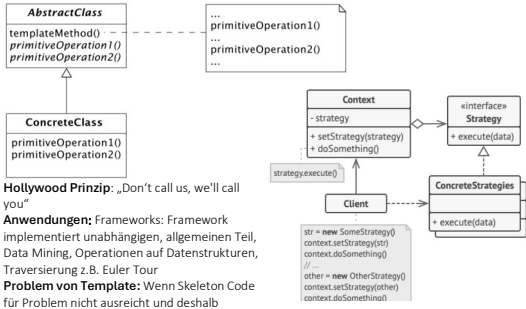 AbstractClass
templateMethod()
primitiveOperation1()
primitiveOperation2()
...
primitiveOperation1()
...
primitiveOperation2()
...
ConcreteClass
primitiveOperation1()
primitiveOperation2()
Hollywood Prinzip: „Don't call us, we'll call
you“
Anwendungen: Frameworks: Framework
implementiert unabhängigen, allgemeinen Teil,
Data Mining, Operationen auf Datenstrukturen,
Traversierung z.B. Euler Tour
Problem von Template: Wenn Skeleton Code
für Problem nicht ausreicht und deshalb
Context
- strategy
+ setStrategy(strategy)
+ doSomething()
«interface»
Strategy
+ execute(data)
strategy.execute()
Client
ConcreteStrategies
+ execute(data)
str = new SomeStrategy()
context.setStrategy(str)
context.doSomething()
// ...
other = new OtherStrategy()
context.setStrategy(other)
context.doSomething()